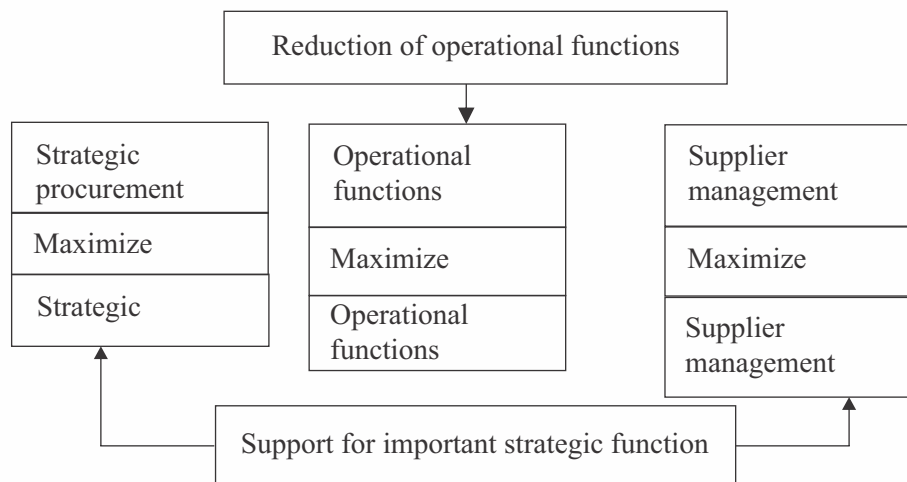 Reduction of operational functions
Strategic
procurement
Maximize
Strategic
Operational
functions
Maximize
Operational
functions
Supplier
management
Maximize
Supplier
management
Support for important strategic function